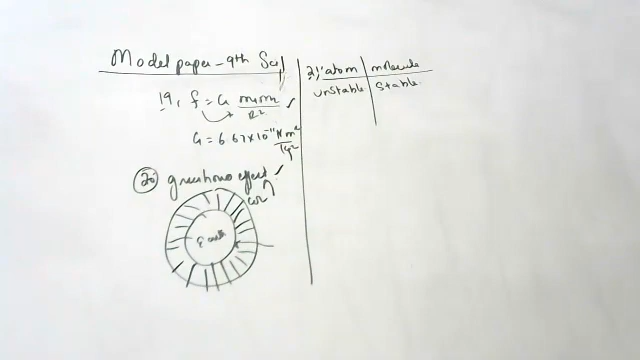 Model paper - 9th Sci
19, f = G m1m2 / R2
G = 6.67×10-11 Nm2/kg2
20 greenhouse effect
CO2
Earth
21, atom | molecule
unstable | stable